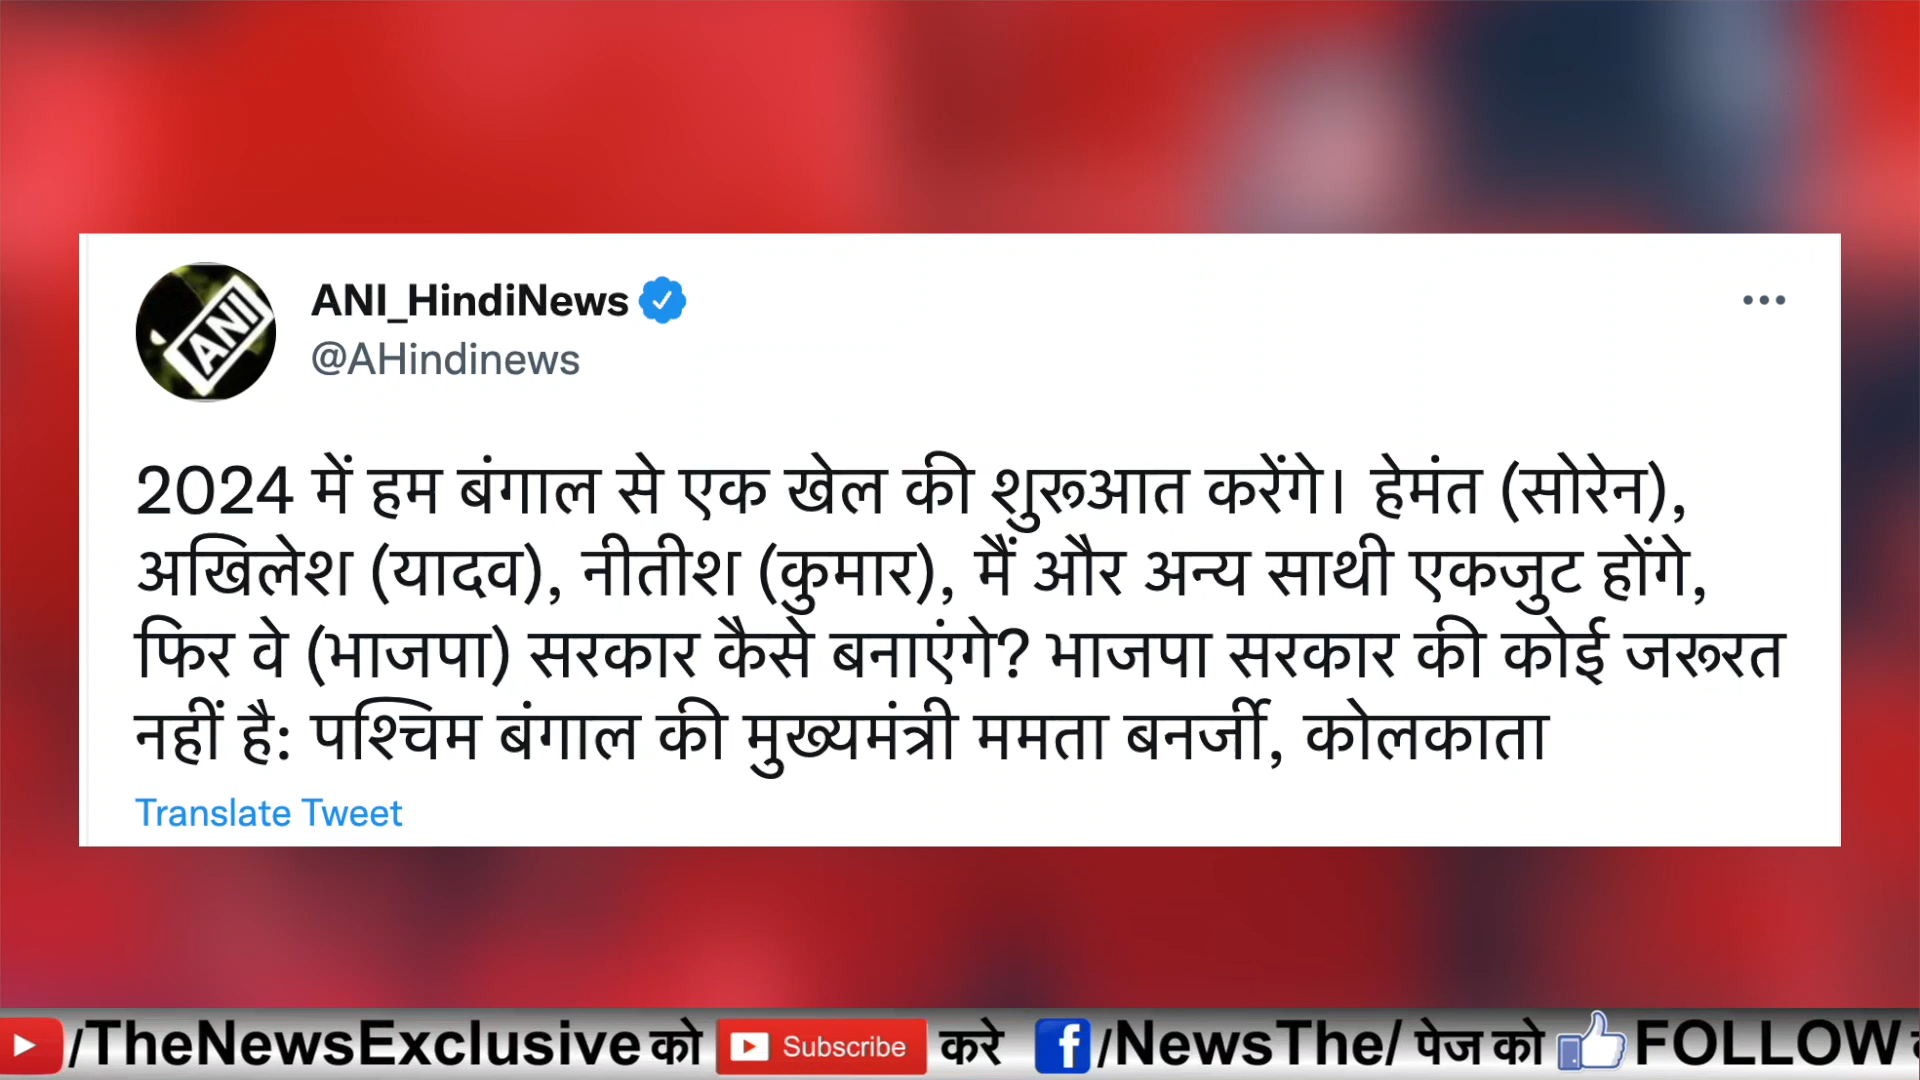 ANI
ANI_HindiNews
@AHindinews
2024 में हम बंगाल से एक खेल की शुरूआत करेंगे। हेमंत (सोरेन),
अखिलेश (यादव), नीतीश (कुमार), मैं और अन्य साथी एकजुट होंगे,
फिर वे (भाजपा) सरकार कैसे बनाएंगे? भाजपा सरकार की कोई जरूरत
नहीं है: पश्चिम बंगाल की मुख्यमंत्री ममता बनर्जी, कोलकाता
Translate Tweet
/TheNewsExclusive को Subscribe करे f /NewsThe/ पेज को FOLLOW